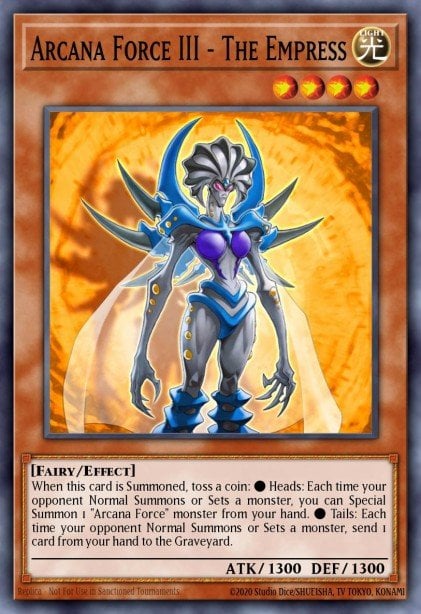 Arcana Force III - The Empress
LIGHT
光
[Fairy/Effect]
When this card is Summoned, toss a coin: ● Heads: Each time your
opponent Normal Summons or Sets a monster, you can Special
Summon 1 "Arcana Force" monster from your hand. ● Tails: Each
time your opponent Normal Summons or Sets a monster, send 1
card from your hand to the Graveyard.
ATK / 1300 DEF / 1300
Replica - Not For Use in Sanctioned Tournaments ©2020 Studio Dice/SHUEISHA, TV TOKYO, KONAMI